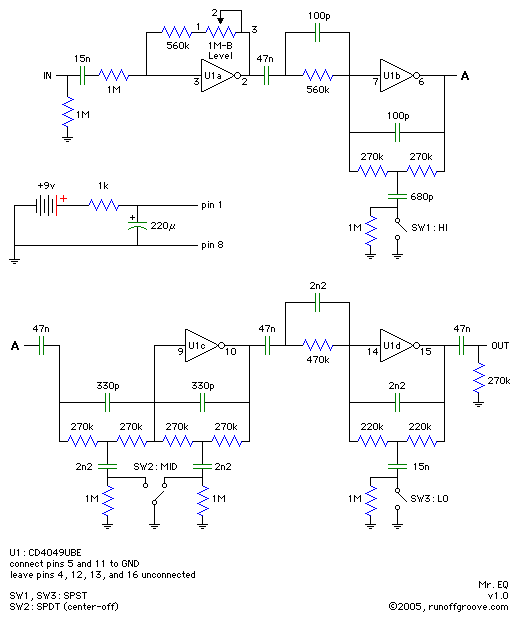 2
1
3
100p
560k
1M-B
Level
15n
47n
IN
1M
3
U1a
2
560k
7
U1b
6
A
1M
100p
270k
270k
+9v
+
1k
pin 1
+
220µ
pin 8
680p
1M
SW1: HI
2n2
A
47n
9
U1c
10
47n
470k
14
U1d
15
47n
OUT
330p
330p
2n2
270k
270k
270k
270k
270k
220k
220k
2n2
SW2: MID
2n2
15n
1M
1M
1M
SW3: LO
U1: CD4049UBE
connect pins 5 and 11 to GND
leave pins 4, 12, 13, and 16 unconnected
SW1, SW3: SPST
SW2: SPDT (center-off)
Mr. EQ
v1.0
©2005, runoffgroove.com